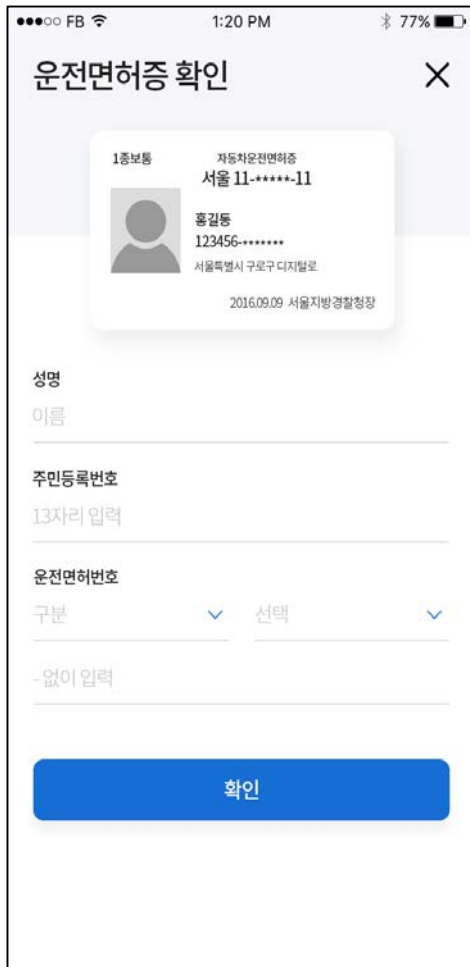 ●●●○○ FB 1:20 PM 77%
운전면허증 확인
1종보통 자동차운전면허증
서울 11-*****-11
홍길동
123456-*******
서울특별시 구로구 디지털로
2016.09.09 서울지방경찰청장
성명
이름
주민등록번호
13자리 입력
운전면허번호
구분 선택
- 없이 입력
확인